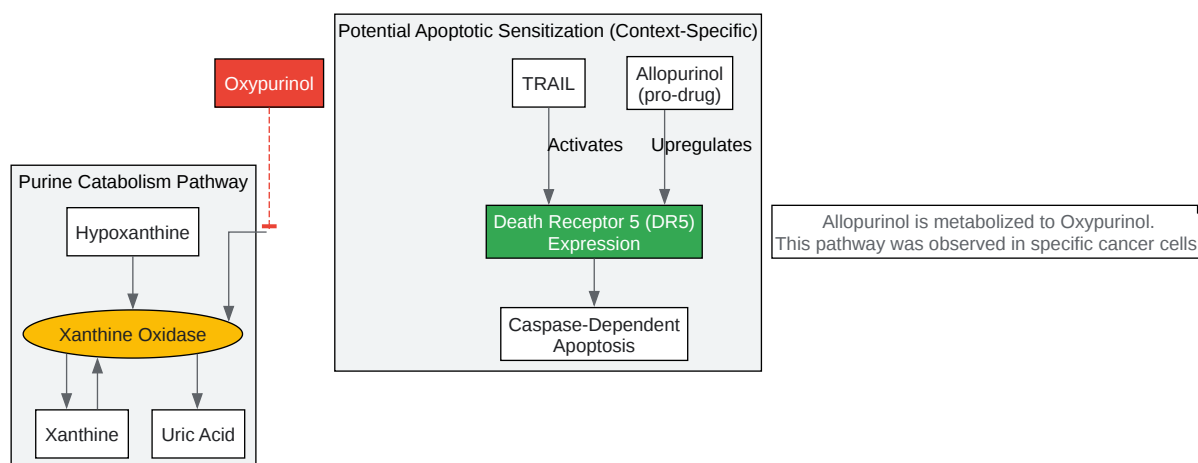 Potential Apoptotic Sensitization (Context-Specific)
Oxypurinol
TRAIL
Allopurinol
(pro-drug)
Activates
Upregulates
Purine Catabolism Pathway
Hypoxanthine
Death Receptor 5 (DR5)
Expression
Allopurinol is metabolized to Oxypurinol.
This pathway was observed in specific cancer cells.
Xanthine Oxidase
Caspase-Dependent
Apoptosis
Xanthine
Uric Acid